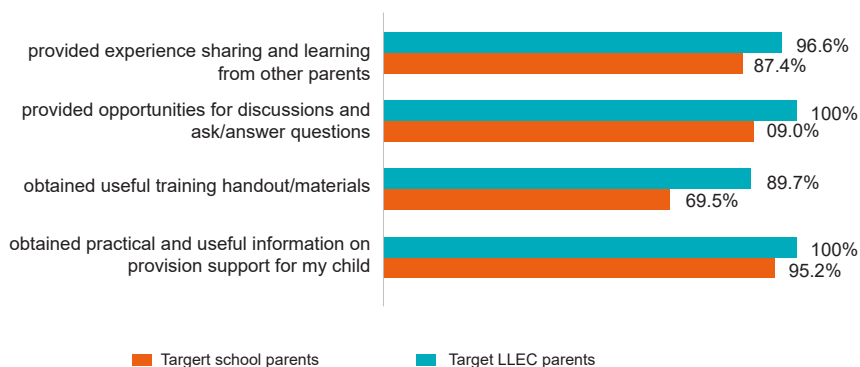 provided experience sharing and learning
from other parents
96.6%
87.4%
provided opportunities for discussions and
ask/answer questions
100%
09.0%
obtained useful training handout/materials
89.7%
69.5%
obtained practical and useful information on
provision support for my child
100%
95.2%
Targert school parents
Target LLEC parents